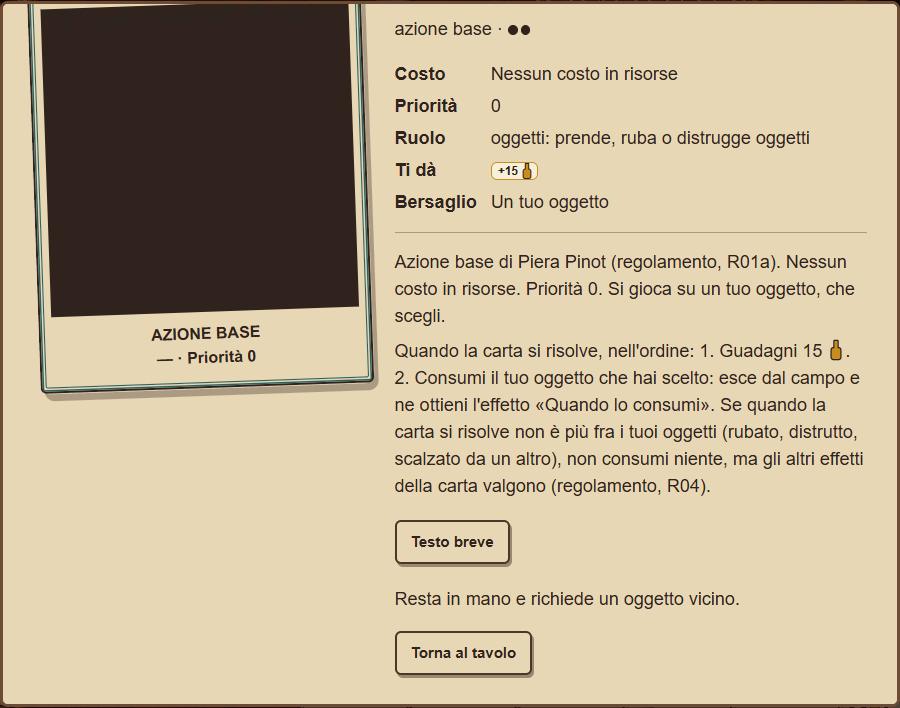 AZIONE BASE
— · Priorità 0
azione base · ●●
Costo Nessun costo in risorse
Priorità 0
Ruolo oggetti: prende, ruba o distrugge oggetti
Ti dà +15
Bersaglio Un tuo oggetto
Azione base di Piera Pinot (regolamento, R01a). Nessun
costo in risorse. Priorità 0. Si gioca su un tuo oggetto, che
scegli.
Quando la carta si risolve, nell'ordine: 1. Guadagni 15 .
2. Consumi il tuo oggetto che hai scelto: esce dal campo e
ne ottieni l'effetto «Quando lo consumi». Se quando la
carta si risolve non è più fra i tuoi oggetti (rubato, distrutto,
scalzato da un altro), non consumi niente, ma gli altri effetti
della carta valgono (regolamento, R04).
Testo breve
Resta in mano e richiede un oggetto vicino.
Torna al tavolo